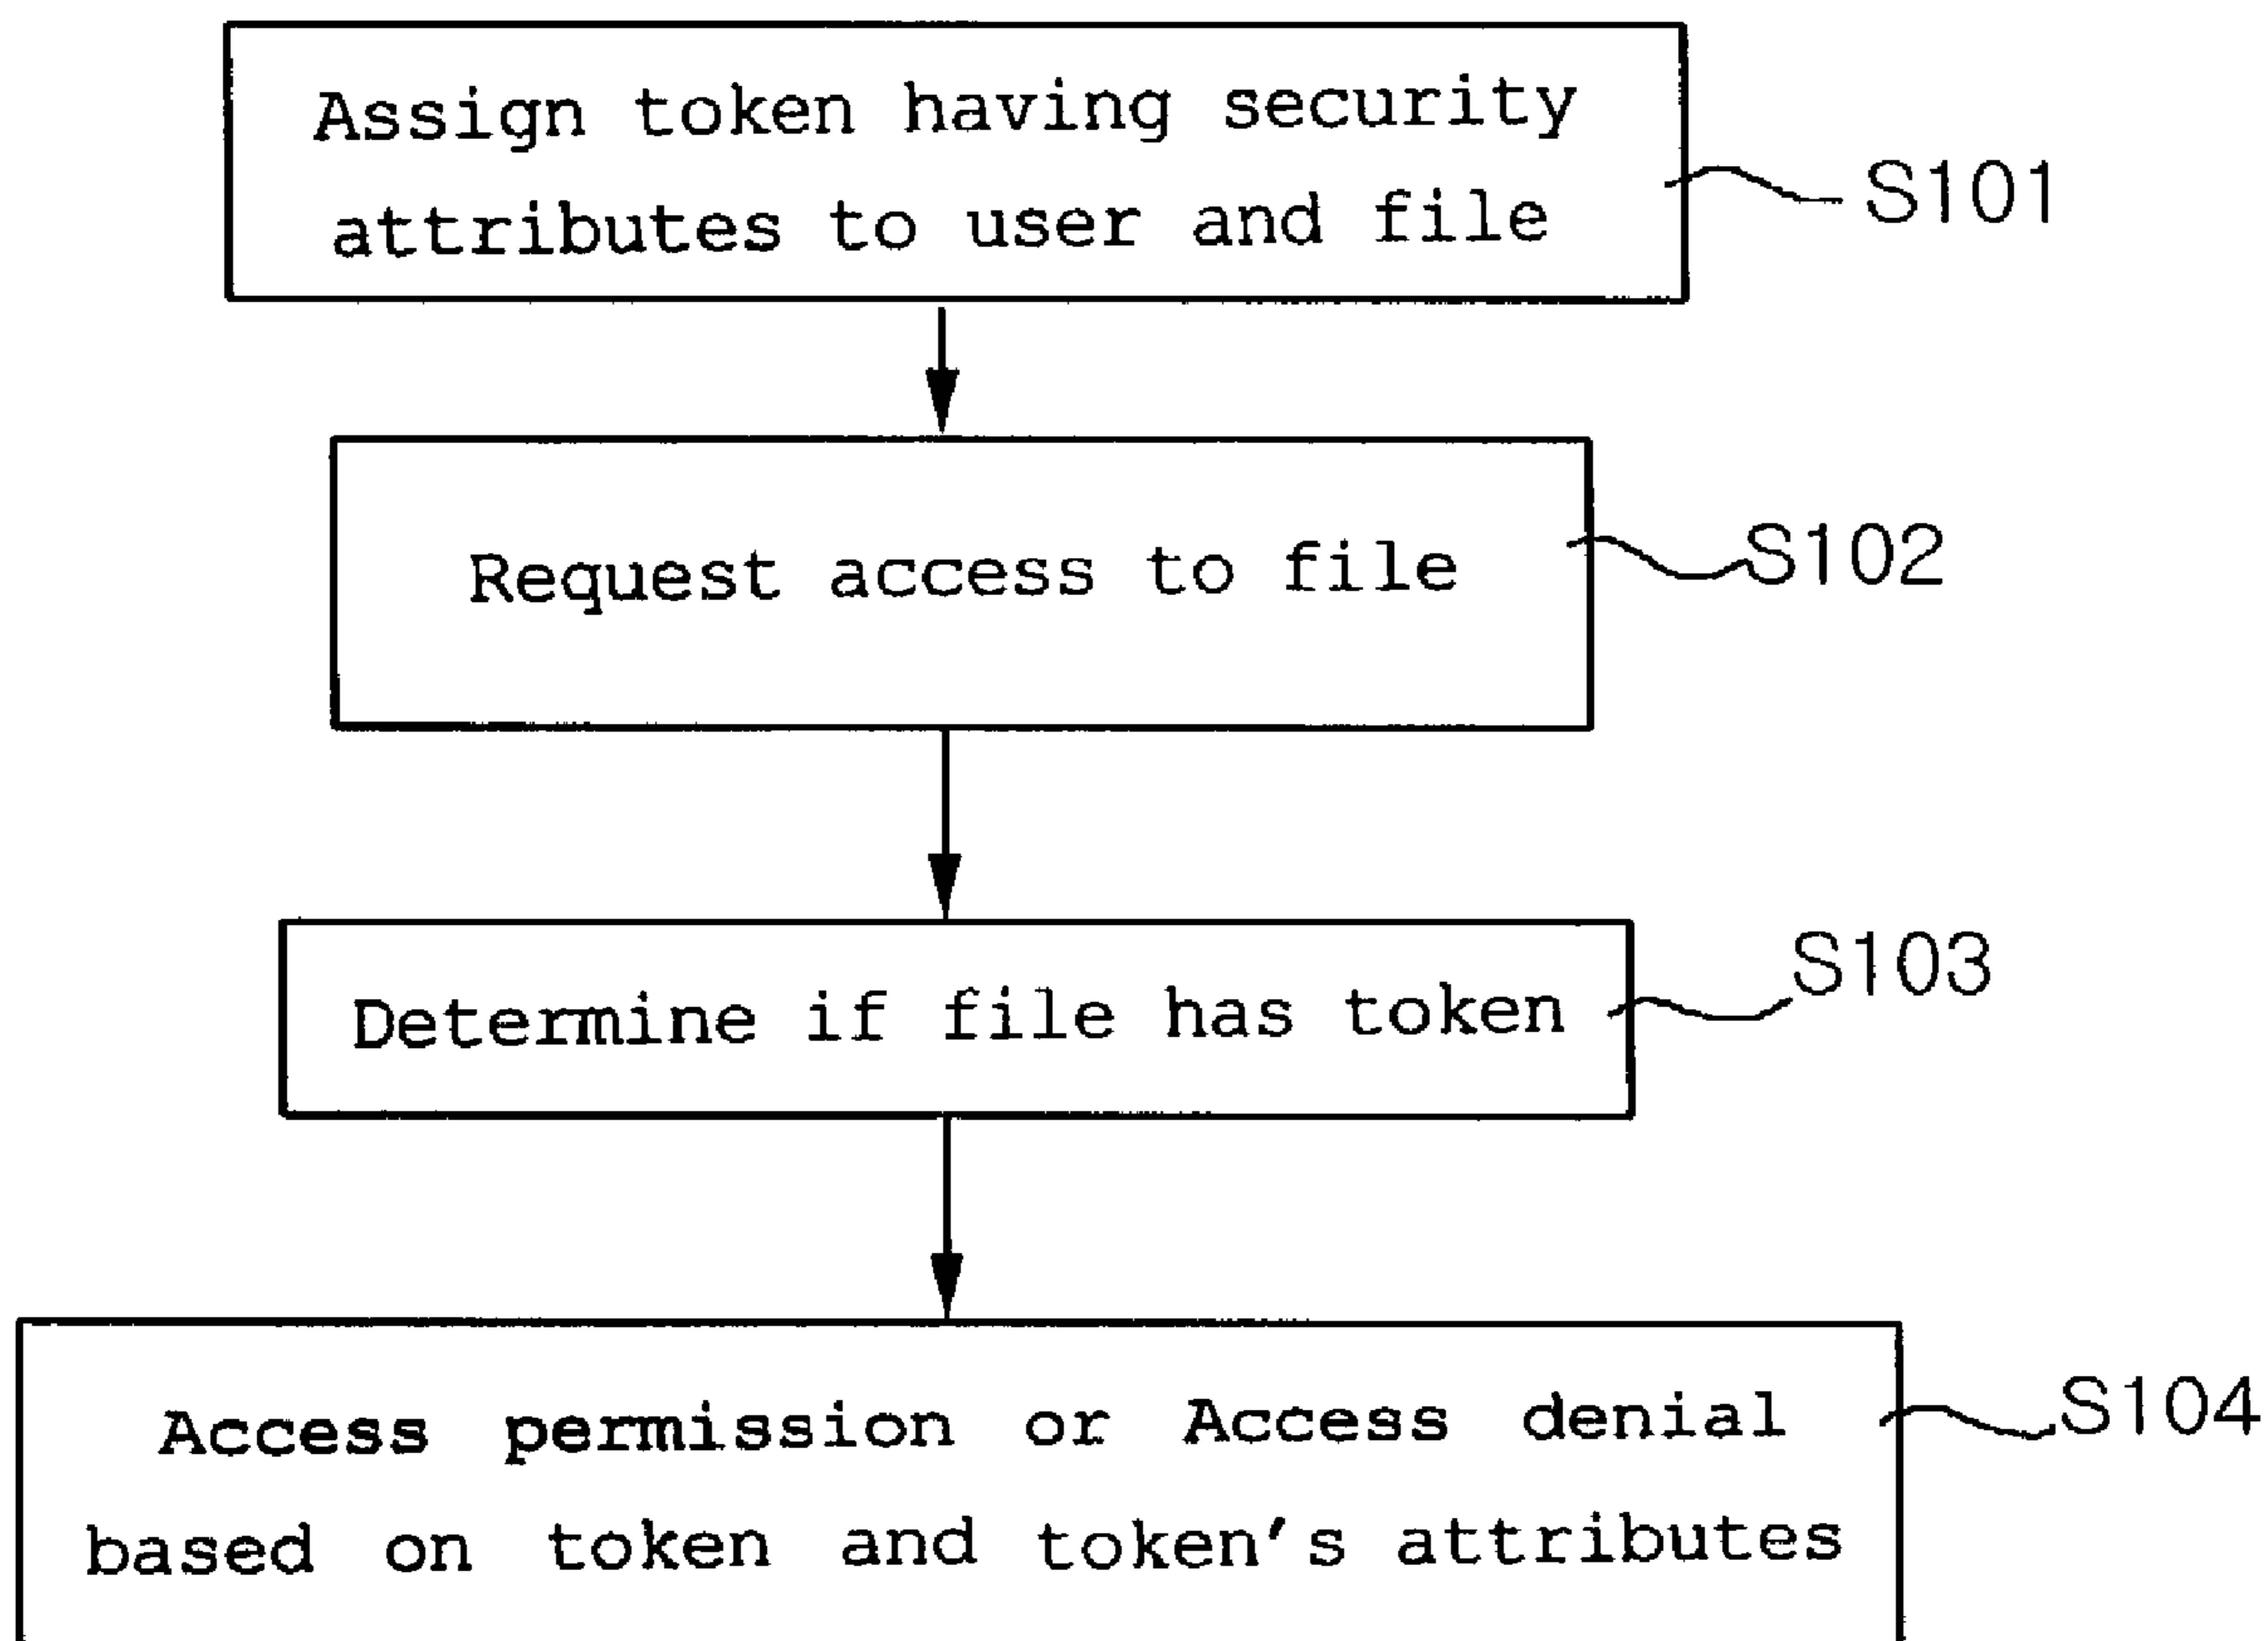 Assign token having security
attributes to user and file
S101
Request access to file
S102
Determine if file has token
S103
Access permission or Access denial
based on token and token's attributes
S104